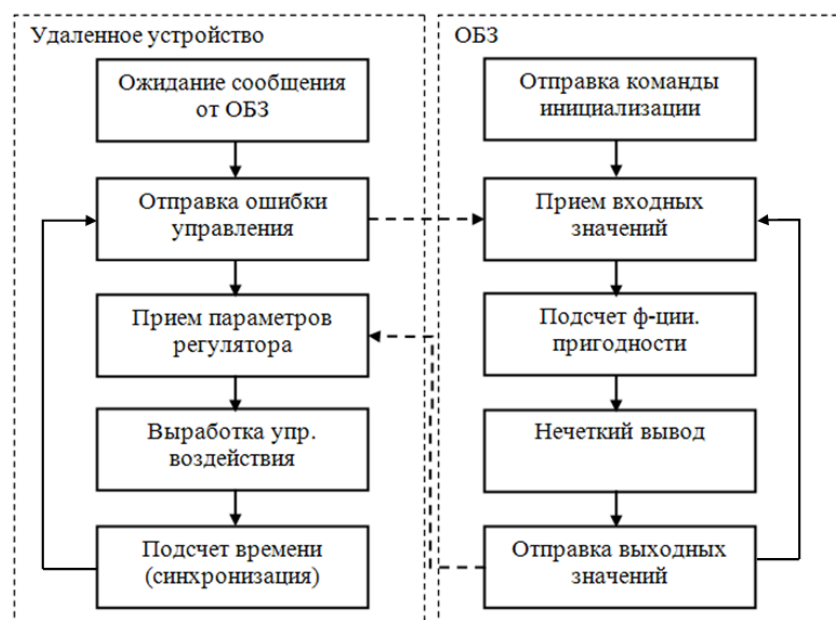 Удаленное устройство
Ожидание сообщения
от ОБЗ
Отправка ошибки
управления
Прием параметров
регулятора
Выработка упр.
воздействия
Подсчет времени
(синхронизация)
ОБЗ
Отправка команды
инициализации
Прием входных
значений
Подсчет ф-ции.
пригодности
Нечеткий вывод
Отправка выходных
значений